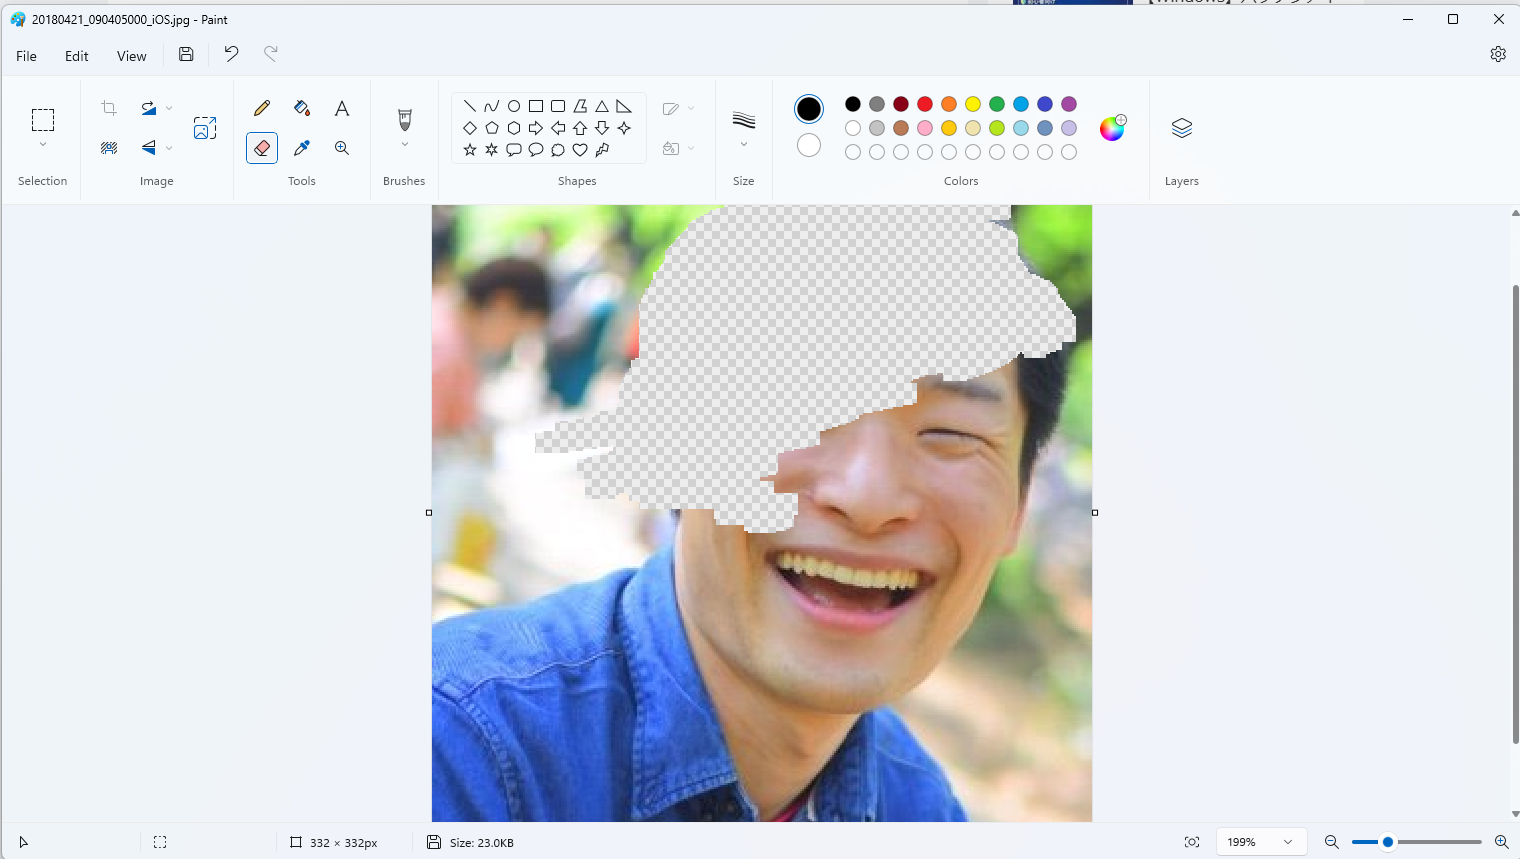 20180421_090405000_iOS.jpg - Paint
File Edit View
A
Selection Image Tools Brushes Shapes Size Colors Layers
332 × 332px Size: 23.0KB 199%